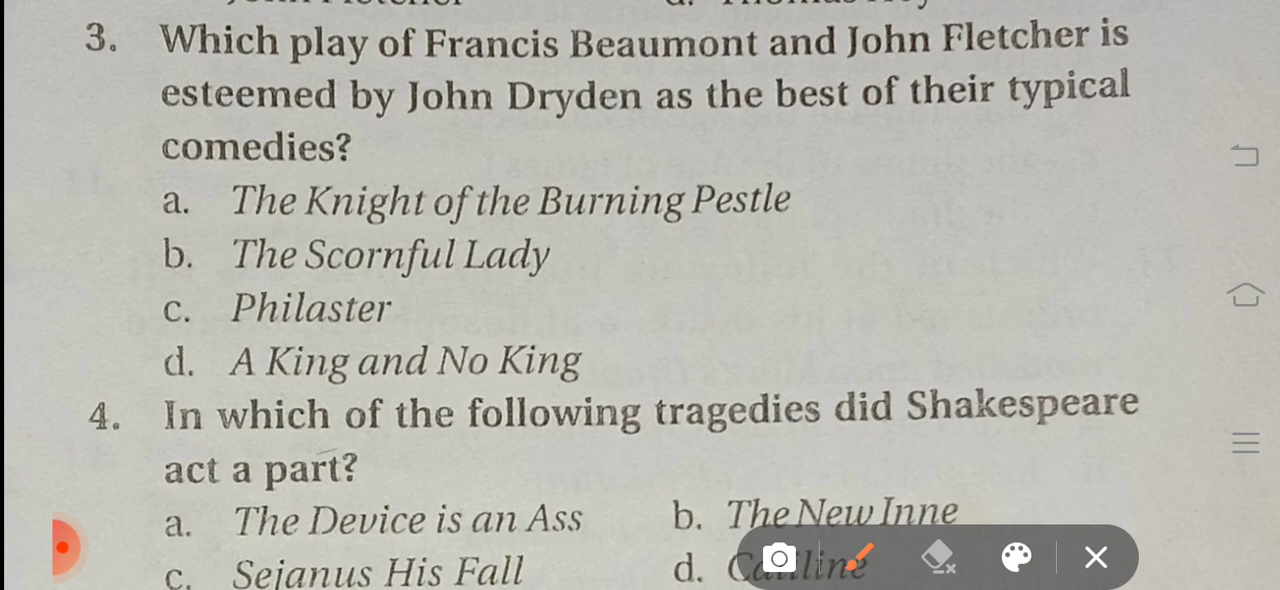 3. Which play of Francis Beaumont and John Fletcher is
esteemed by John Dryden as the best of their typical
comedies?
a. The Knight of the Burning Pestle
b. The Scornful Lady
c. Philaster
d. A King and No King
4. In which of the following tragedies did Shakespeare
act a part?
a. The Device is an Ass b. The New Inne
c. Sejanus His Fall d. Catiline